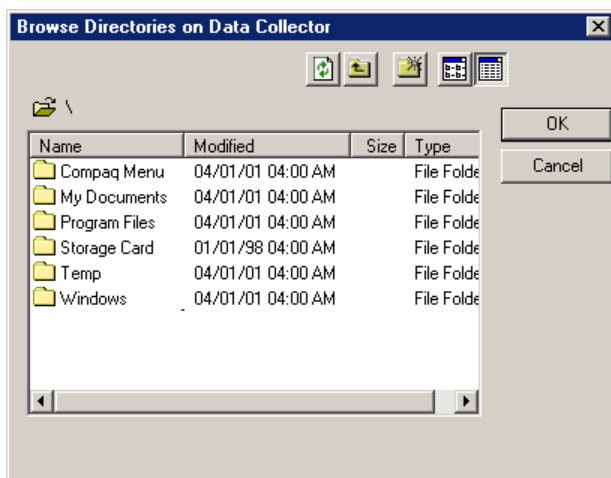 Browse Directories on Data Collector
\
OK
Cancel
Name Modified Size Type
Compaq Menu 04/01/01 04:00 AM File Folde
My Documents 04/01/01 04:00 AM File Folde
Program Files 04/01/01 04:00 AM File Folde
Storage Card 01/01/98 04:00 AM File Folde
Temp 04/01/01 04:00 AM File Folde
Windows 04/01/01 04:00 AM File Folde